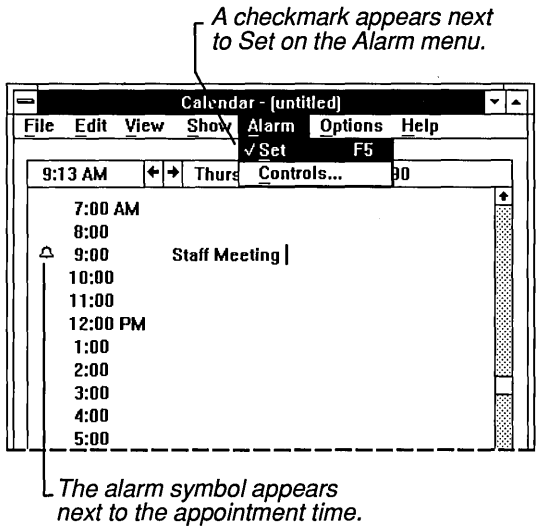 A checkmark appears next
to Set on the Alarm menu.
Calendar - (untitled)
File Edit View Show Alarm Options Help
√ Set F5
9:13 AM Thurs 90
Controls...
7:00 AM
8:00
9:00 Staff Meeting
10:00
11:00
12:00 PM
1:00
2:00
3:00
4:00
5:00
The alarm symbol appears
next to the appointment time.